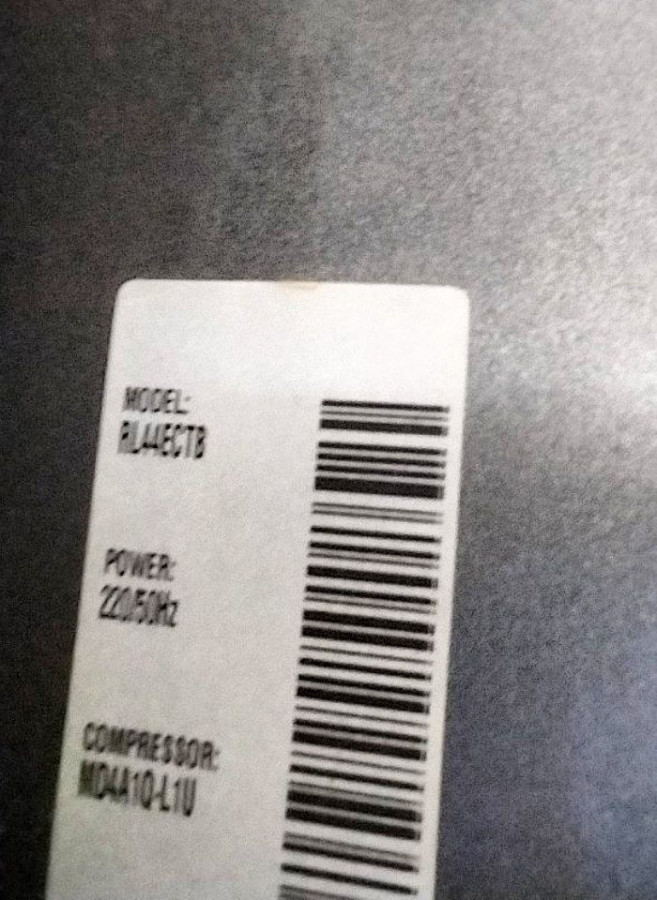 MODEL:
RL44ECTB
POWER:
220/50Hz
COMPRESSOR:
MD4A1Q-L1U